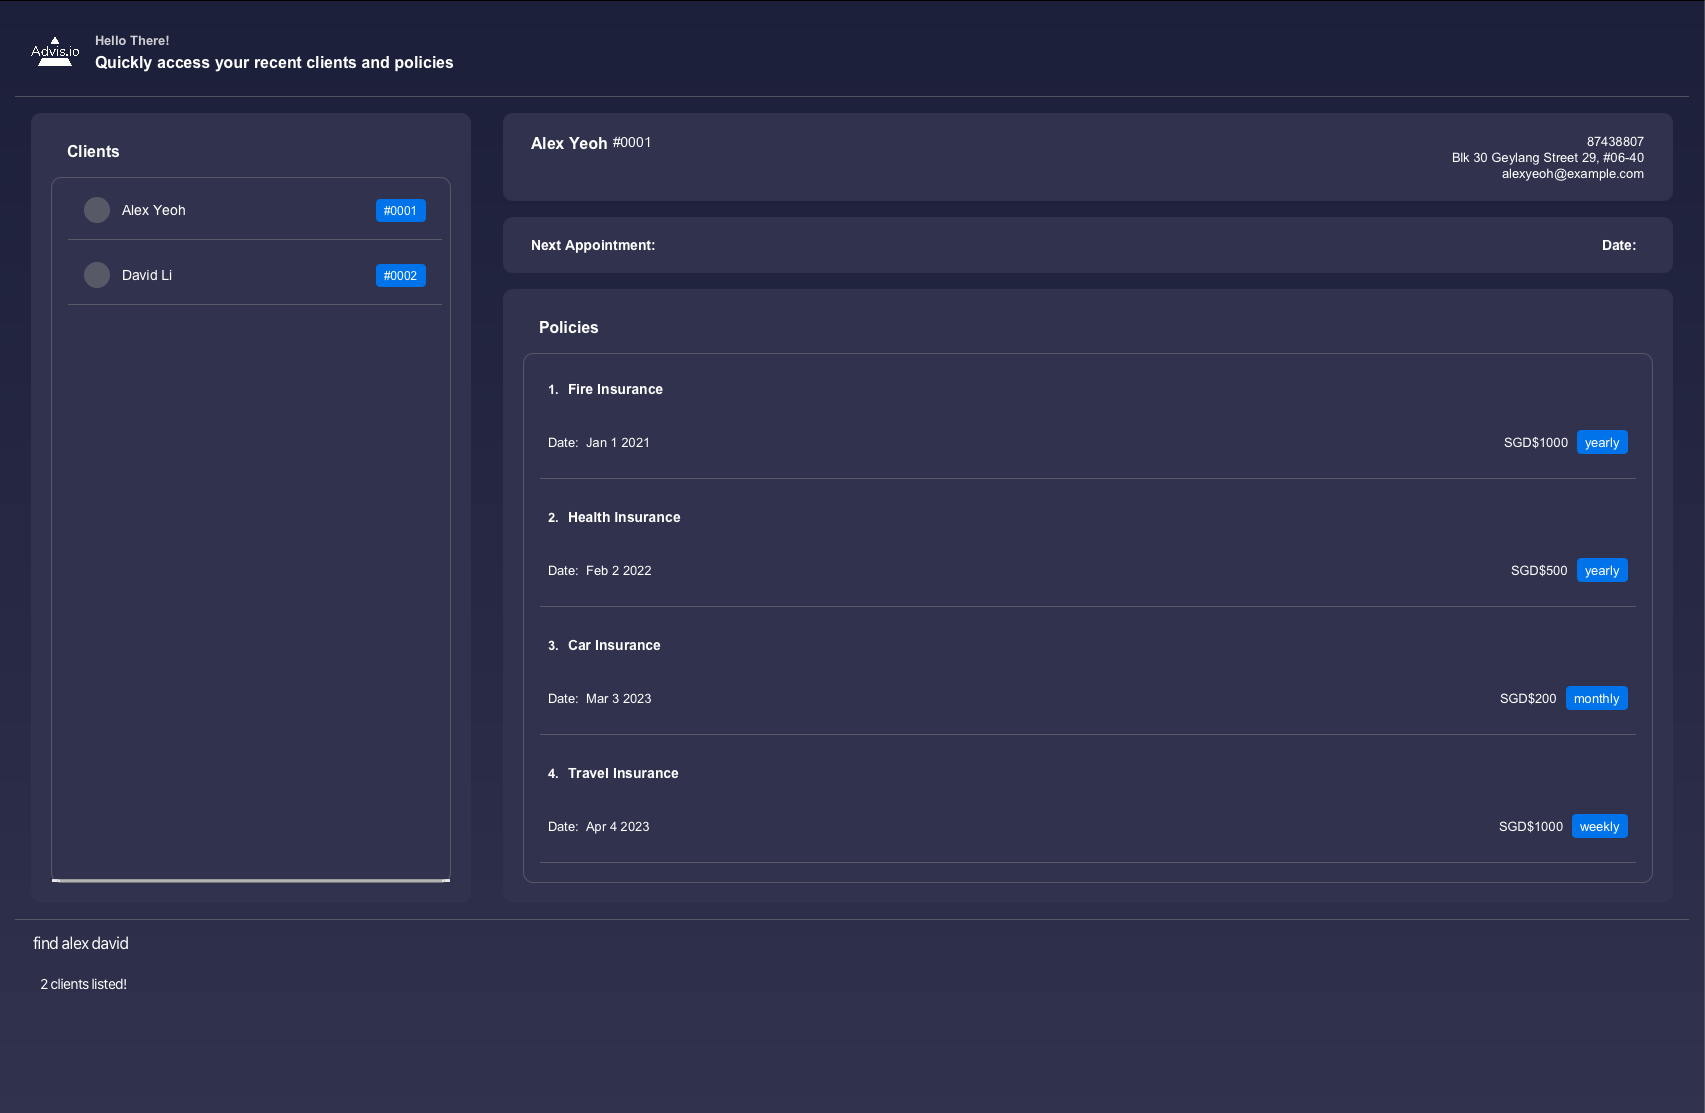 Advis.io
Hello There!
Quickly access your recent clients and policies
Clients
Alex Yeoh #0001
David Li #0002
Alex Yeoh #0001
87438807
Blk 30 Geylang Street 29, #06-40
alexyeoh@example.com
Next Appointment: Date:
Policies
1. Fire Insurance
Date: Jan 1 2021 SGD$1000 yearly
2. Health Insurance
Date: Feb 2 2022 SGD$500 yearly
3. Car Insurance
Date: Mar 3 2023 SGD$200 monthly
4. Travel Insurance
Date: Apr 4 2023 SGD$1000 weekly
find alex david
2 clients listed!